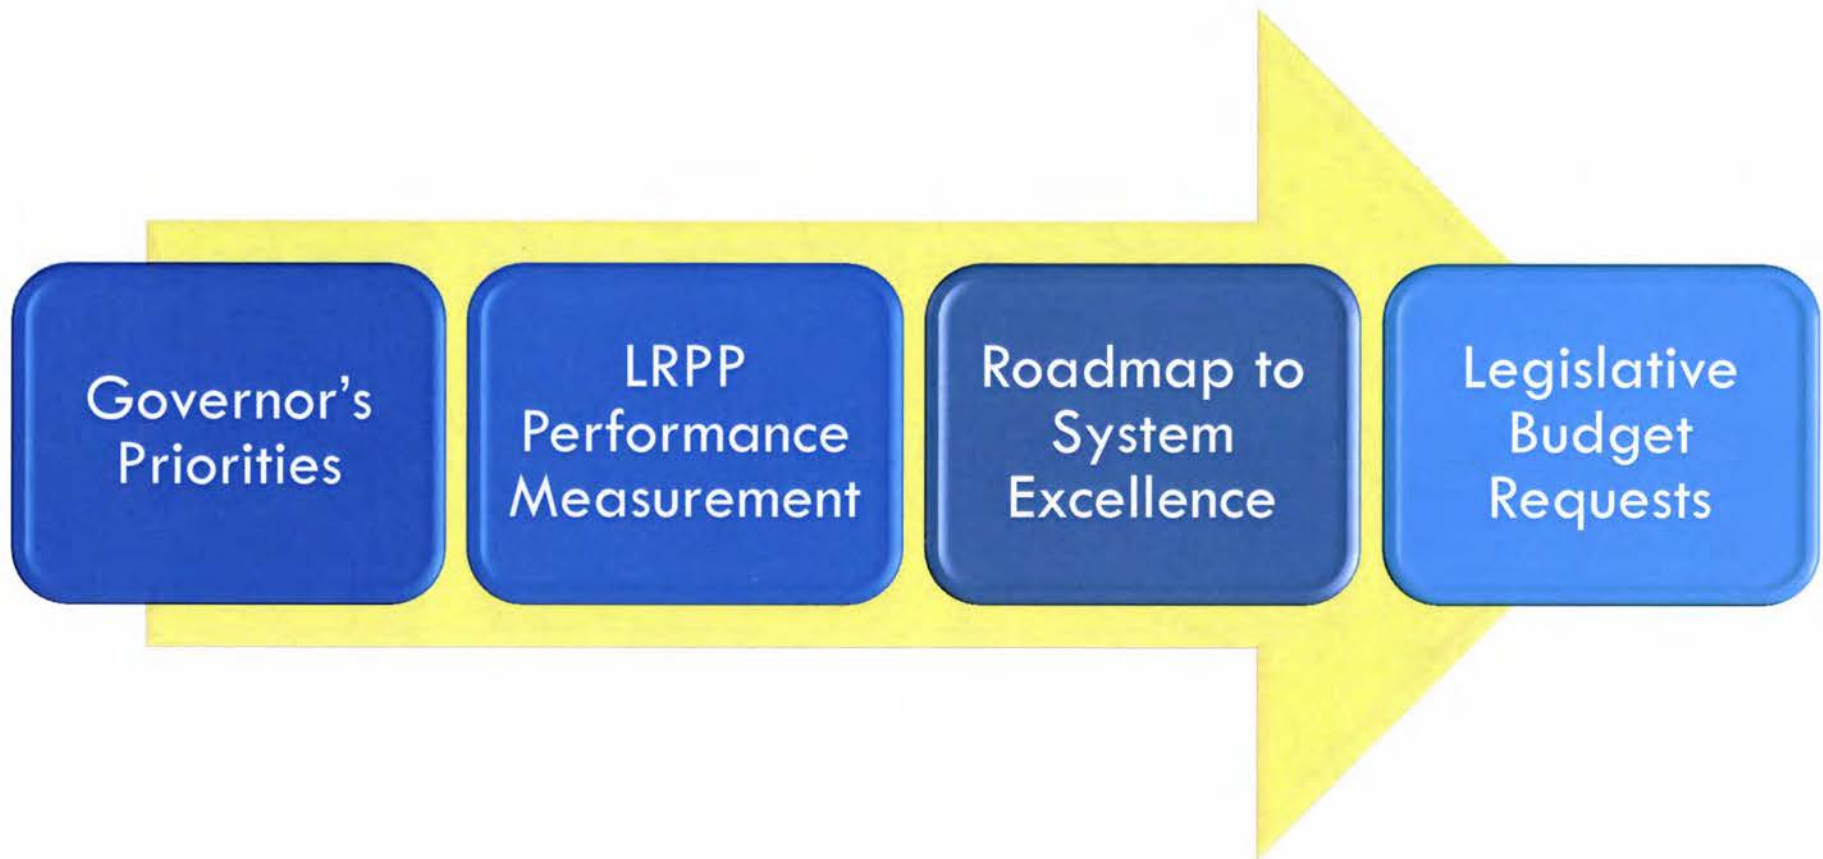 Governor's
Priorities
LRPP
Performance
Measurement
Roadmap to
System
Excellence
Legislative
Budget
Requests